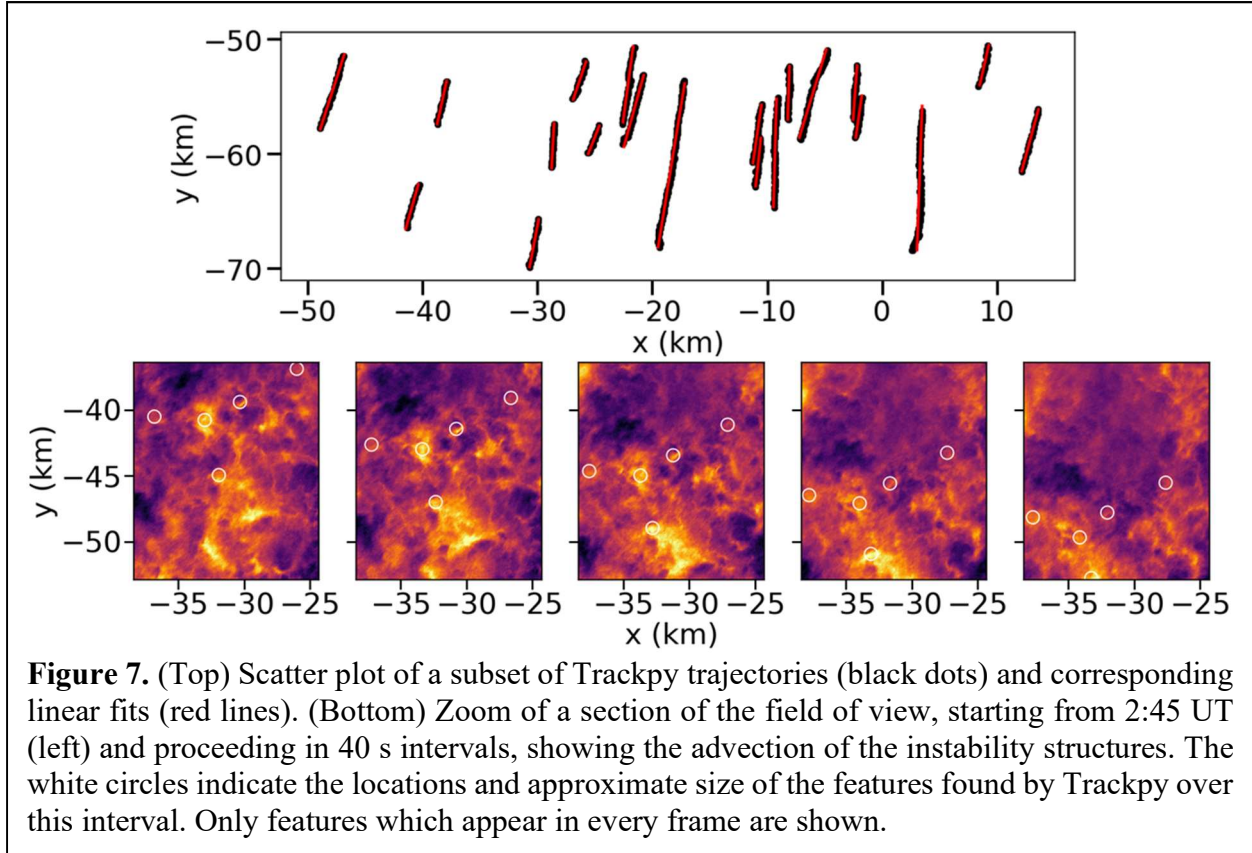 −50
−60
−70
y (km)
−50 −40 −30 −20 −10 0 10
x (km)
−40
−45
−50
y (km)
−35 −30 −25 −35 −30 −25 −35 −30 −25 −35 −30 −25 −35 −30 −25
x (km)
Figure 7. (Top) Scatter plot of a subset of Trackpy trajectories (black dots) and corresponding
linear fits (red lines). (Bottom) Zoom of a section of the field of view, starting from 2:45 UT
(left) and proceeding in 40 s intervals, showing the advection of the instability structures. The
white circles indicate the locations and approximate size of the features found by Trackpy over
this interval. Only features which appear in every frame are shown.